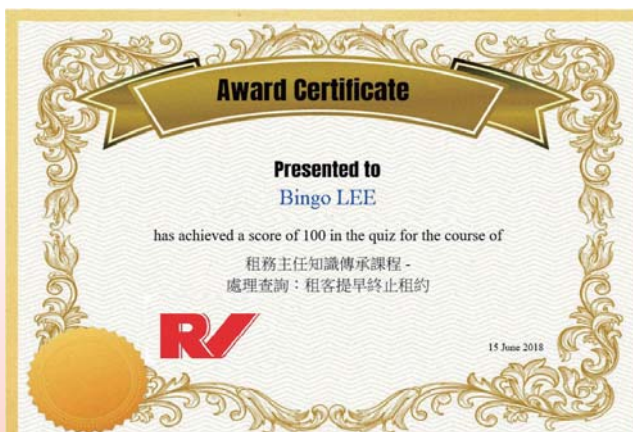 Award Certificate
Presented to
Bingo LEE
has achieved a score of 100 in the quiz for the course of
租務主任知識傳承課程 -
處理查詢：租客提早終止租約
RV
15 June 2018